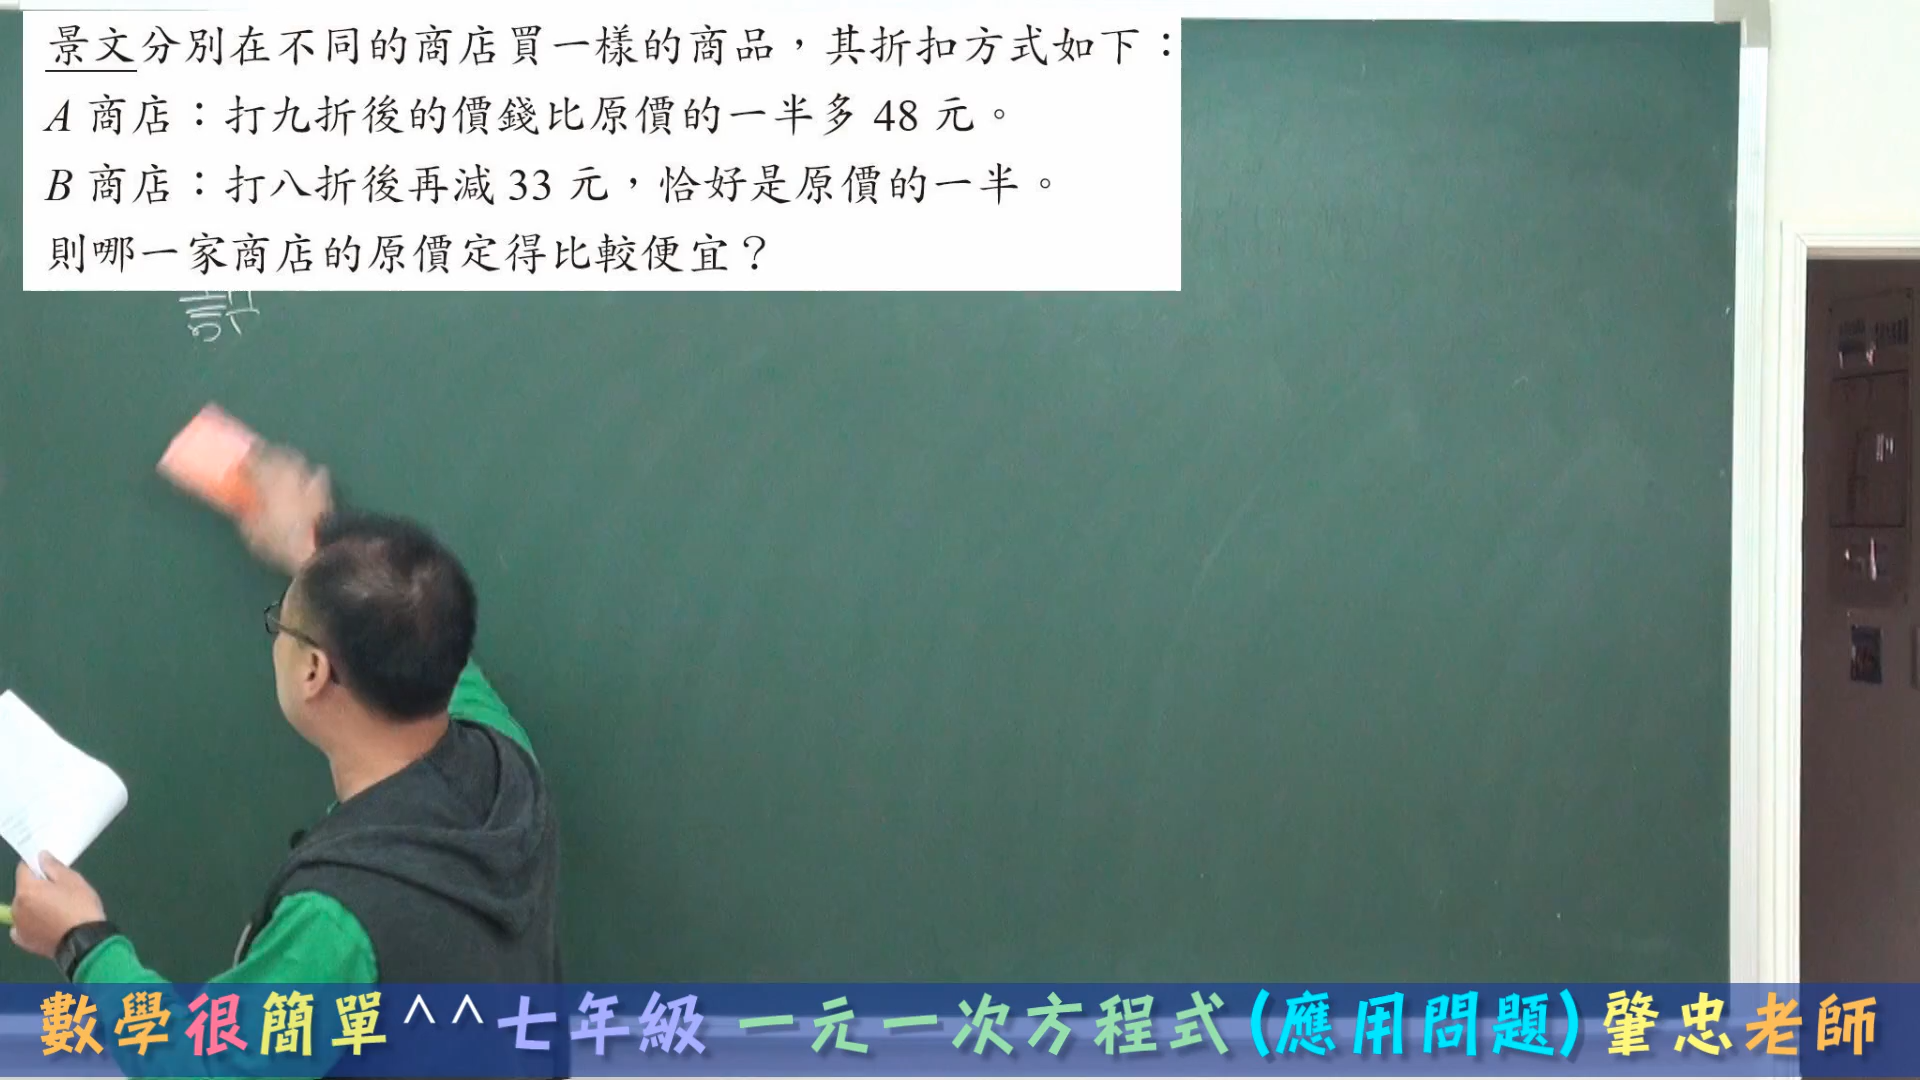 景文分別在不同的商店買一樣的商品，其折扣方式如下：
A 商店：打九折後的價錢比原價的一半多 48 元。
B 商店：打八折後再減 33 元，恰好是原價的一半。
則哪一家商店的原價定得比較便宜？
數學很簡單^^七年級 一元一次方程式(應用問題)肇忠老師